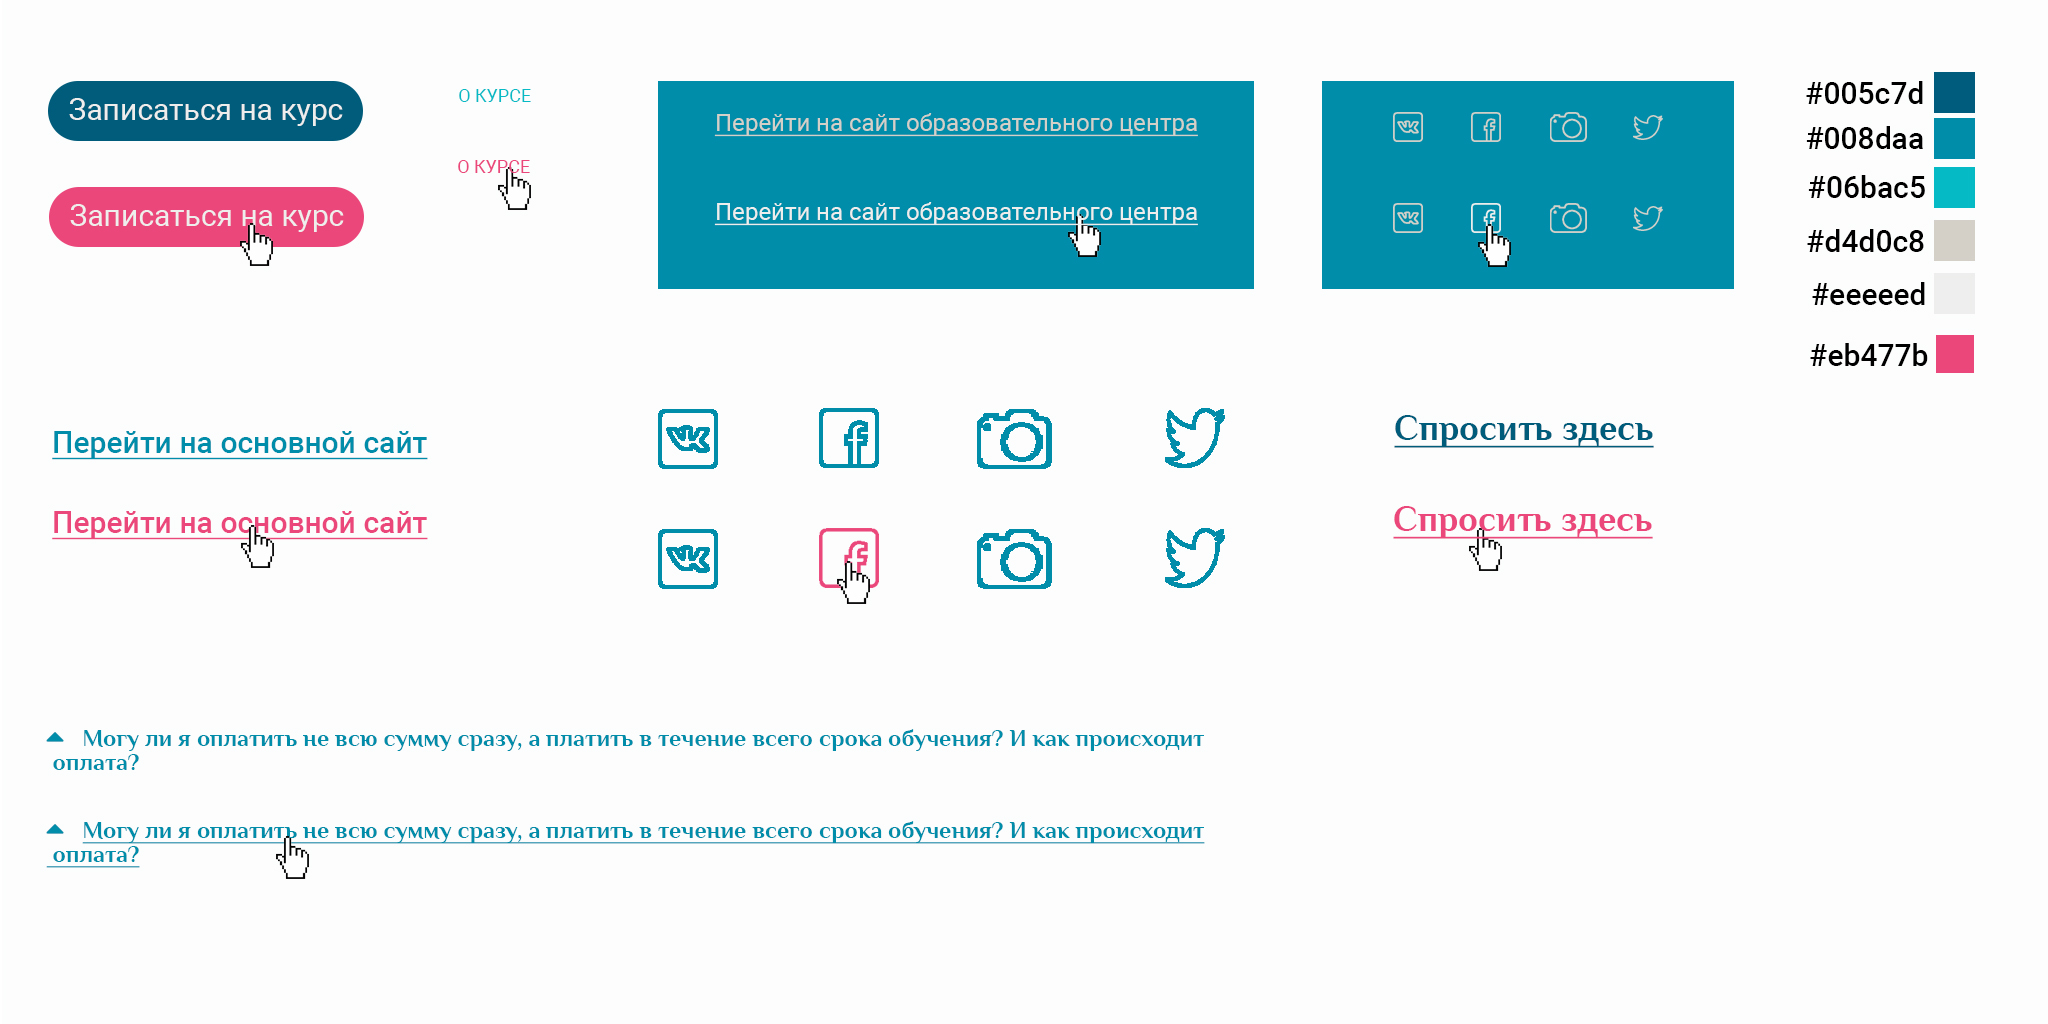 Записаться на курс
О КУРСЕ
Перейти на сайт образовательного центра
#005c7d
#008daa
О КУРСЕ
#06bac5
Записаться на курс
Перейти на сайт образовательного центра
#d4d0c8
#eeeeed
#eb477b
Перейти на основной сайт
Спросить здесь
Перейти на основной сайт
Спросить здесь
Могу ли я оплатить не всю сумму сразу, а платить в течение всего срока обучения? И как происходит
оплата?
Могу ли я оплатить не всю сумму сразу, а платить в течение всего срока обучения? И как происходит
оплата?